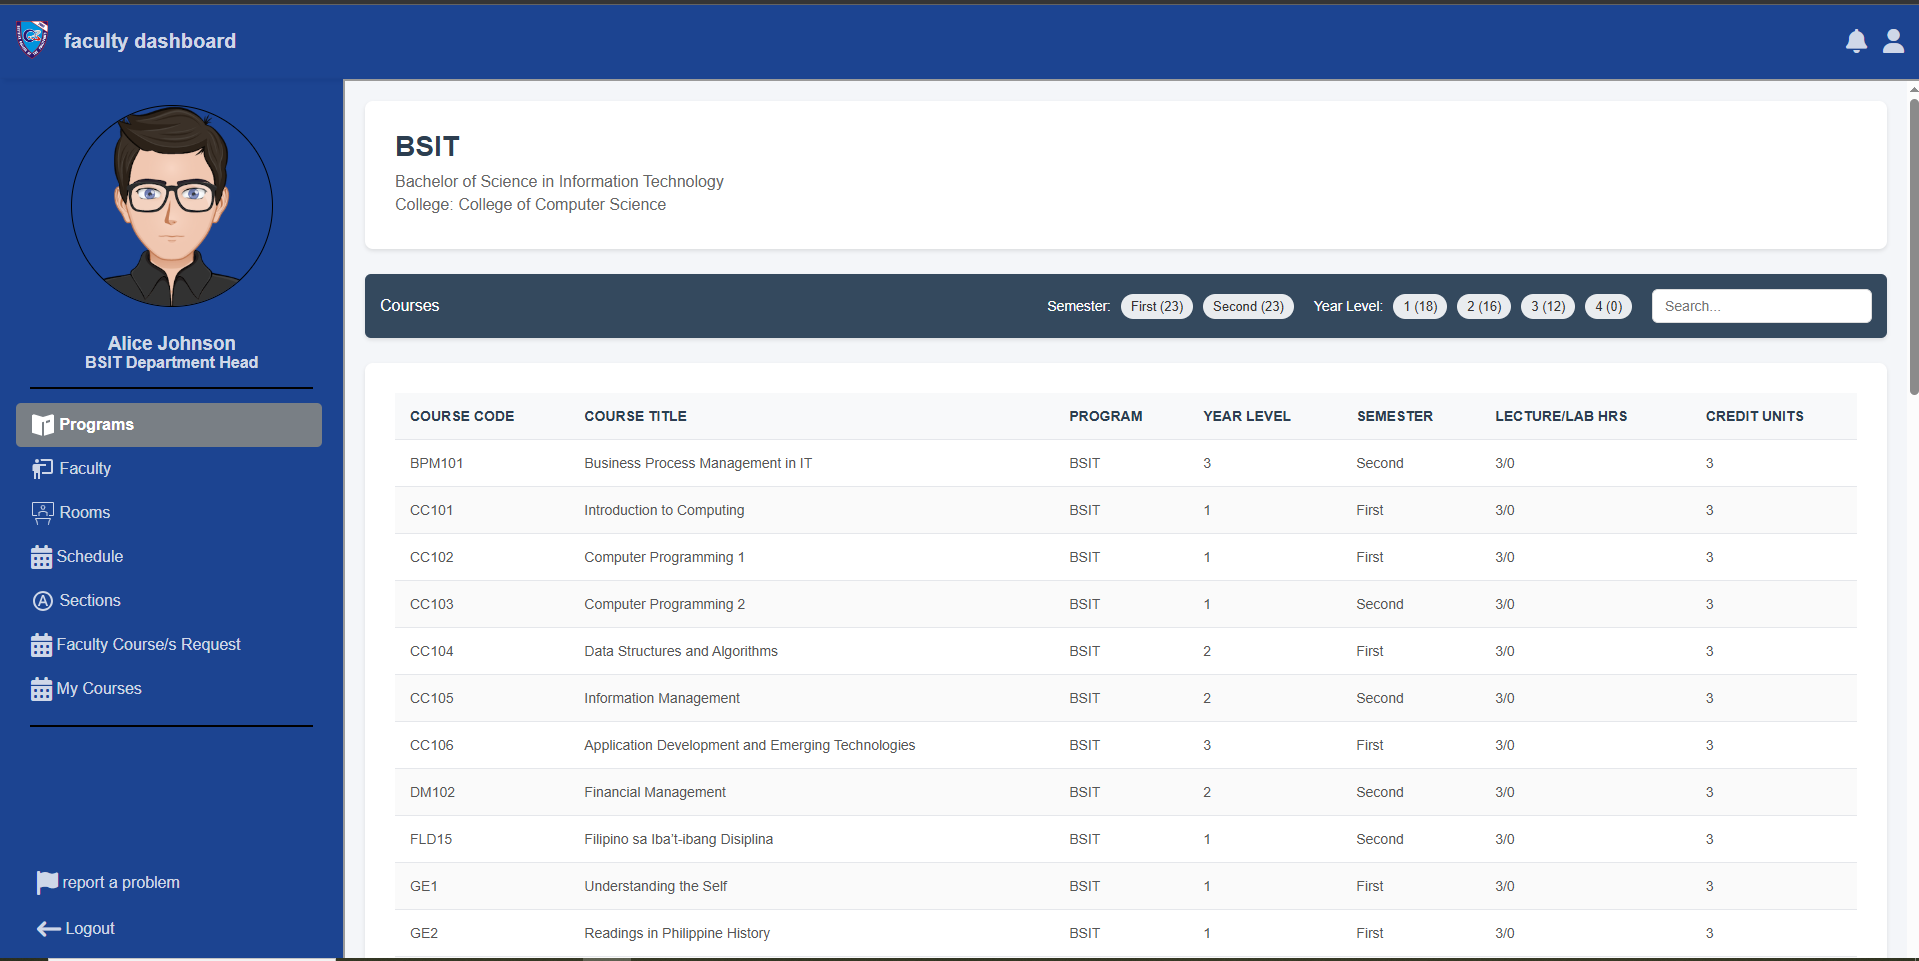 faculty dashboard
Alice Johnson
BSIT Department Head
Programs
Faculty
Rooms
Schedule
Sections
Faculty Course/s Request
My Courses
report a problem
Logout
BSIT
Bachelor of Science in Information Technology
College: College of Computer Science
Courses Semester: First (23) Second (23) Year Level: 1 (18) 2 (16) 3 (12) 4 (0) Search...
COURSE CODE COURSE TITLE PROGRAM YEAR LEVEL SEMESTER LECTURE/LAB HRS CREDIT UNITS
BPM101 Business Process Management in IT BSIT 3 Second 3/0 3
CC101 Introduction to Computing BSIT 1 First 3/0 3
CC102 Computer Programming 1 BSIT 1 First 3/0 3
CC103 Computer Programming 2 BSIT 1 Second 3/0 3
CC104 Data Structures and Algorithms BSIT 2 First 3/0 3
CC105 Information Management BSIT 2 Second 3/0 3
CC106 Application Development and Emerging Technologies BSIT 3 First 3/0 3
DM102 Financial Management BSIT 2 Second 3/0 3
FLD15 Filipino sa Iba't-ibang Disiplina BSIT 1 Second 3/0 3
GE1 Understanding the Self BSIT 1 First 3/0 3
GE2 Readings in Philippine History BSIT 1 First 3/0 3